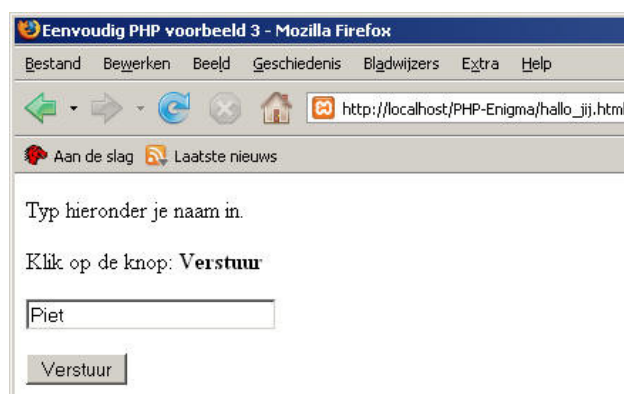 Eenvoudig PHP voorbeeld 3 - Mozilla Firefox
Bestand Bewerken Beeld Geschiedenis Bladwijzers Extra Help
http://localhost/PHP-Enigma/hallo_jij.html
Aan de slag Laatste nieuws
Typ hieronder je naam in.
Klik op de knop: Verstuur
Piet
Verstuur